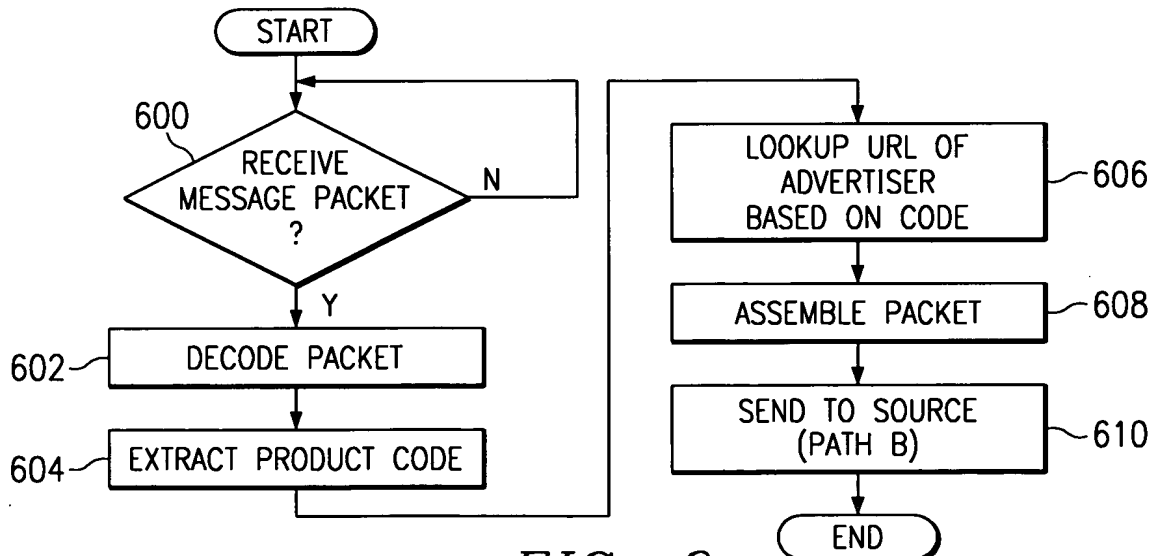 START
600
RECEIVE
MESSAGE PACKET
?
N
Y
602
DECODE PACKET
604
EXTRACT PRODUCT CODE
LOOKUP URL OF
ADVERTISER
BASED ON CODE
606
ASSEMBLE PACKET
608
SEND TO SOURCE
(PATH B)
610
END
FIG.